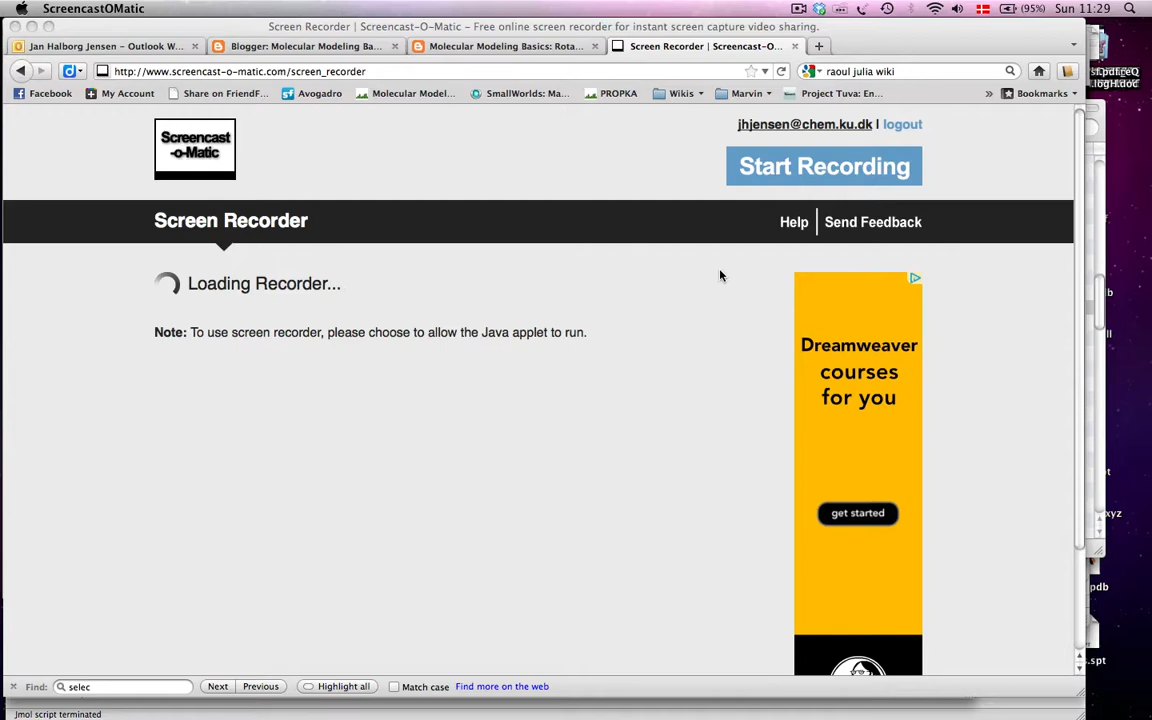 ScreencastOMatic
(95%)
Sun 11:29
Screen Recorder | Screencast-O-Matic – Free online screen recorder for instant screen capture video sharing.
Jan Halborg Jensen – Outlook W...
Blogger: Molecular Modeling Ba...
Molecular Modeling Basics: Rota...
Screen Recorder | Screencast-O...
http://www.screencast-o-matic.com/screen_recorder
raoul julia wiki
Facebook
My Account
Share on FriendF...
Avogadro
Molecular Model...
SmallWorlds: Ma...
PROPKA
Wikis
Marvin
Project Tuva: En...
Bookmarks
Screencast
-o-Matic
jhjensen@chem.ku.dk | logout
Start Recording
Screen Recorder
Help
Send Feedback
Loading Recorder...
Note: To use screen recorder, please choose to allow the Java applet to run.
Dreamweaver
courses
for you
get started
xyz
pdb
s.spt
Find:
selec
Next
Previous
Highlight all
Match case
Find more on the web
Jmol script terminated